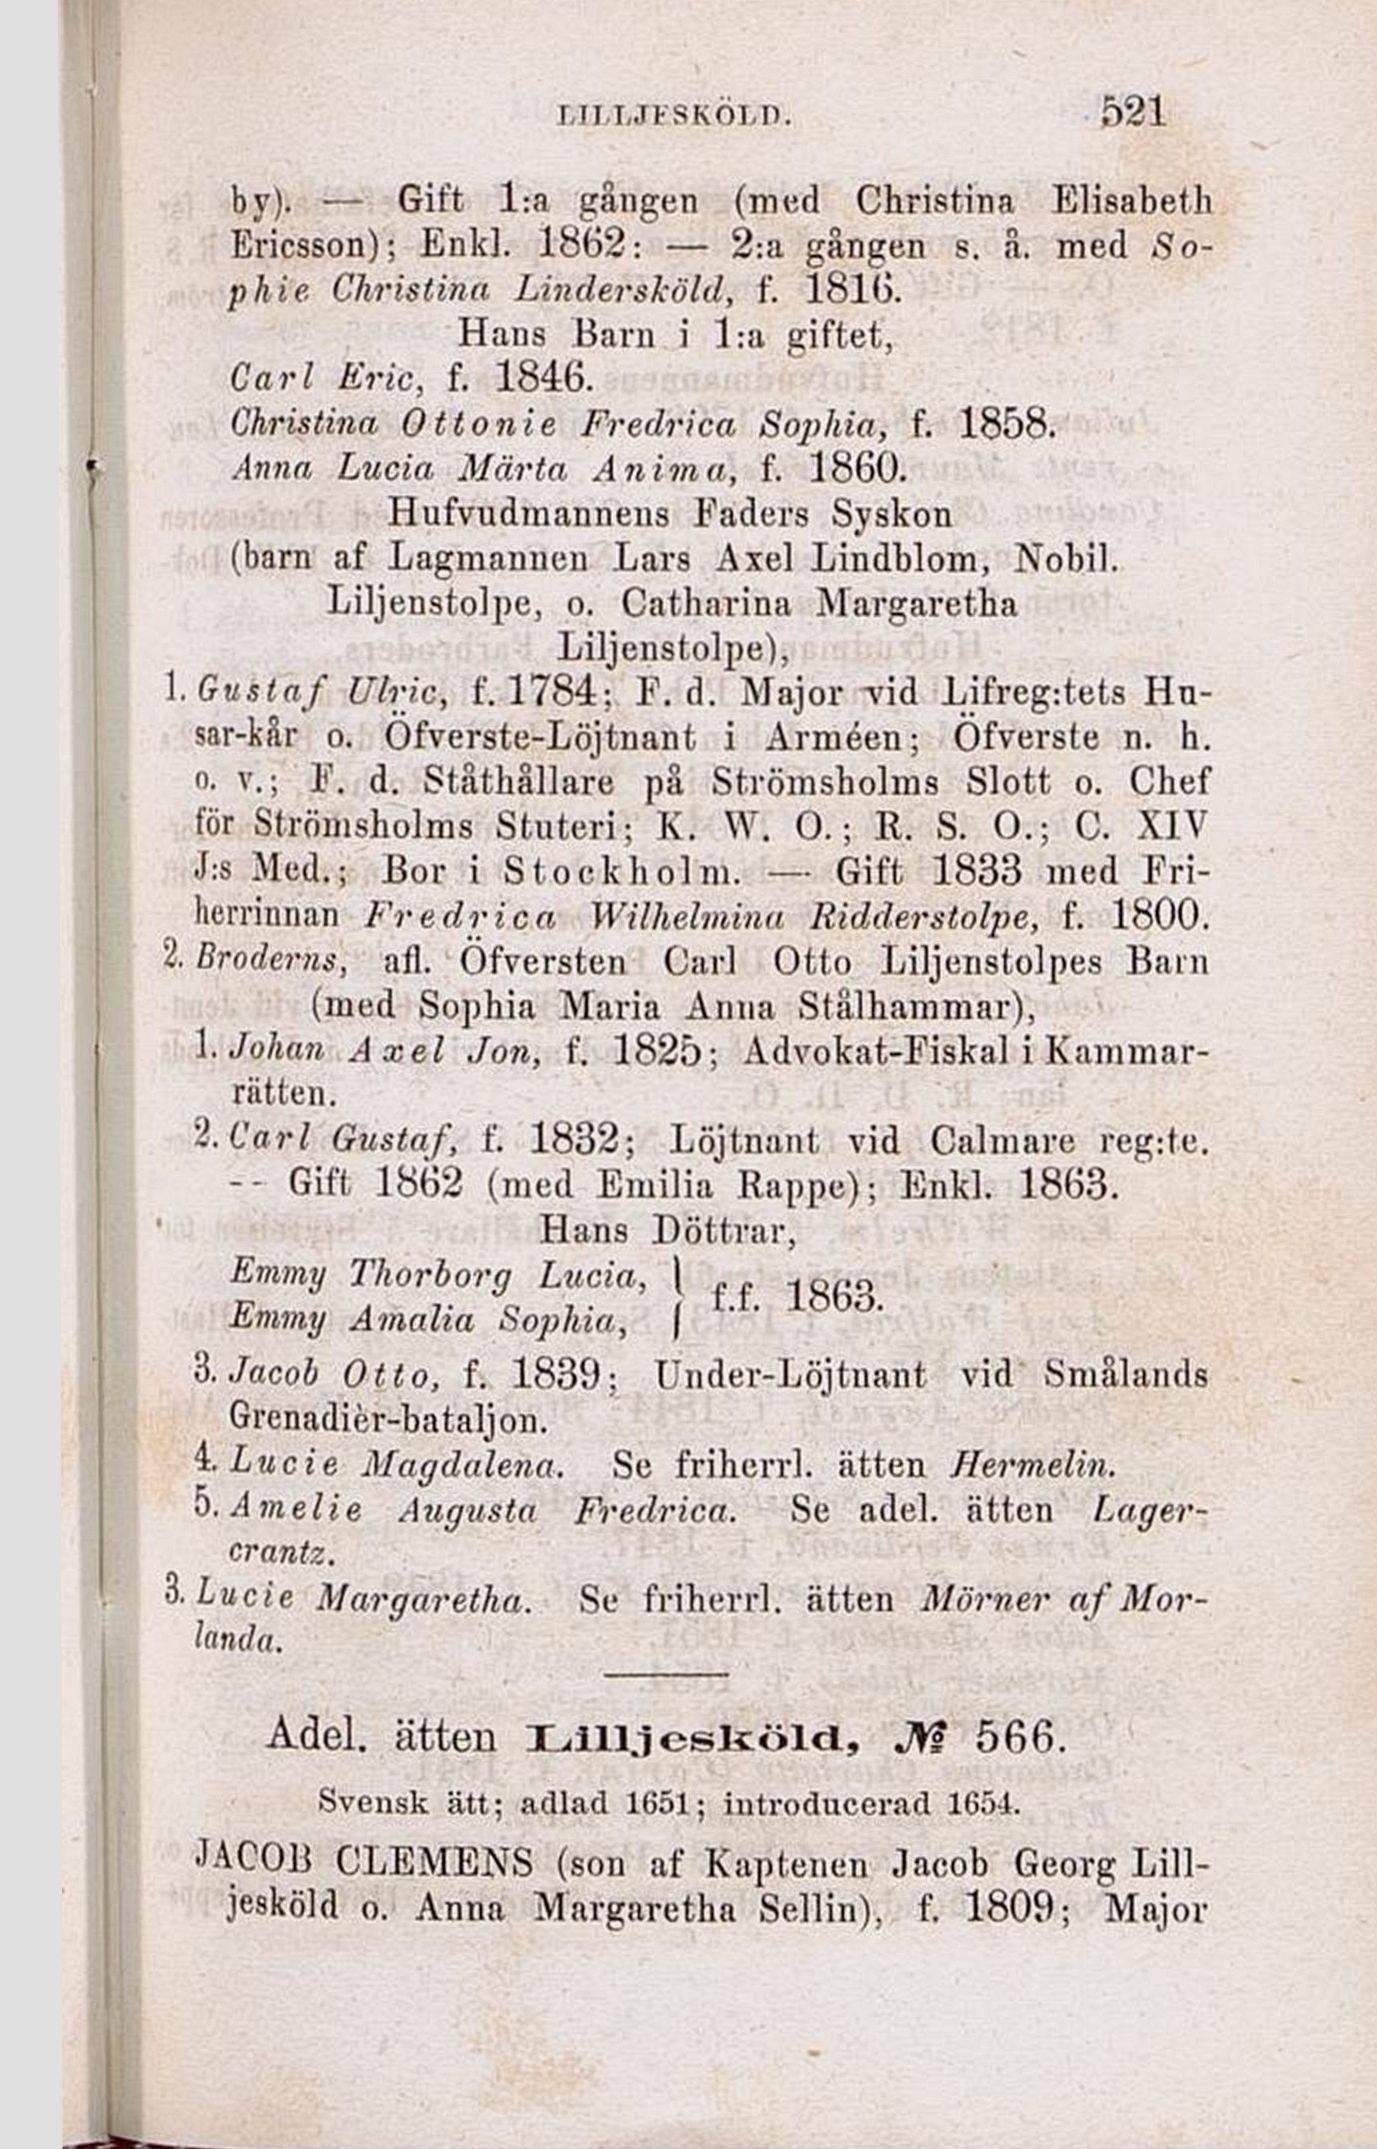 LILLJESKÖLD. 521
by). — Gift 1:a gången (med Christina Elisabeth
Ericsson); Enkl. 1862: — 2:a gången s. å. med So-
phie Christina Lindersköld, f. 1816.
Hans Barn i 1:a giftet,
Carl Eric, f. 1846.
Christina Ottonie Fredrica Sophia, f. 1858.
Anna Lucia Märta Anima, f. 1860.
Hufvudmannens Faders Syskon
(barn af Lagmannen Lars Axel Lindblom, Nobil.
Liljenstolpe, o. Catharina Margaretha
Liljenstolpe),
1. Gustaf Ulric, f. 1784; F. d. Major vid Lifreg:tets Hu-
sar-kår o. Öfverste-Löjtnant i Arméen; Öfverste n. h.
o. v.; F. d. Ståthållare på Strömsholms Slott o. Chef
för Strömsholms Stuteri; K. W. O.; R. S. O.; C. XIV
J:s Med.; Bor i Stockholm. — Gift 1833 med Fri-
herrinnan Fredrica Wilhelmina Ridderstolpe, f. 1800.
2. Broderns, afl. Öfversten Carl Otto Liljenstolpes Barn
(med Sophia Maria Anna Stålhammar),
1. Johan Axel Jon, f. 1825; Advokat-Fiskal i Kammar-
rätten.
2. Carl Gustaf, f. 1832; Löjtnant vid Calmare reg:te.
-- Gift 1862 (med Emilia Rappe); Enkl. 1863.
Hans Döttrar,
Emmy Thorborg Lucia, } f.f. 1863.
Emmy Amalia Sophia,
3. Jacob Otto, f. 1839; Under-Löjtnant vid Smålands
Grenadièr-bataljon.
4. Lucie Magdalena. Se friherrl. ätten Hermelin.
5. Amelie Augusta Fredrica. Se adel. ätten Lager-
crantz.
3. Lucie Margaretha. Se friherrl. ätten Mörner af Mor-
landa.
Adel. ätten Lilljesköld, № 566.
Svensk ätt; adlad 1651; introducerad 1654.
JACOB CLEMENS (son af Kaptenen Jacob Georg Lill-
jesköld o. Anna Margaretha Sellin), f. 1809; Major